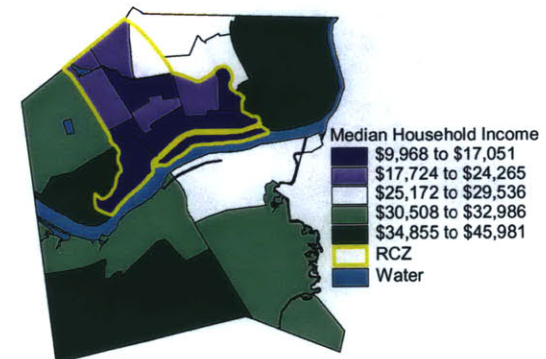 Median Household Income
$9,968 to $17,051
$17,724 to $24,265
$25,172 to $29,536
$30,508 to $32,986
$34,855 to $45,981
RCZ
Water